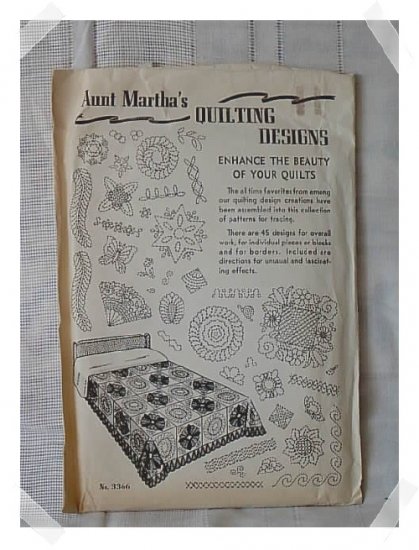 Aunt Martha's
QUILTING
DESIGNS
ENHANCE THE BEAUTY
OF YOUR QUILTS
The all time favorites from among
our quilting design creations have
been assembled into this collection
of patterns for tracing.
There are 45 designs for overall
work, for individual pieces or blocks
and for borders. Included are
directions for unusual and fascinat-
ing effects.
No. 3366